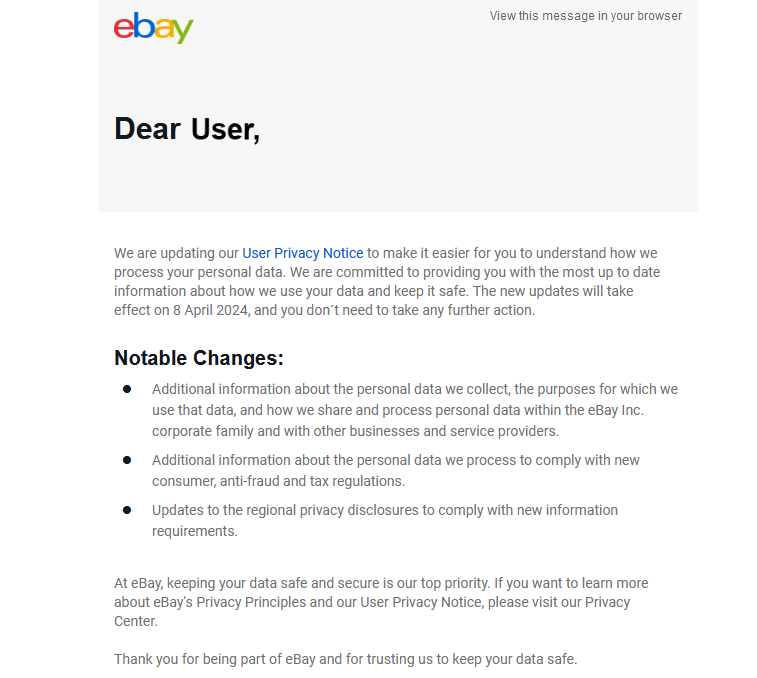 ebay
View this message in your browser
Dear User,
We are updating our User Privacy Notice to make it easier for you to understand how we
process your personal data. We are committed to providing you with the most up to date
information about how we use your data and keep it safe. The new updates will take
effect on 8 April 2024, and you don´t need to take any further action.
Notable Changes:
● Additional information about the personal data we collect, the purposes for which we
use that data, and how we share and process personal data within the eBay Inc.
corporate family and with other businesses and service providers.
● Additional information about the personal data we process to comply with new
consumer, anti-fraud and tax regulations.
● Updates to the regional privacy disclosures to comply with new information
requirements.
At eBay, keeping your data safe and secure is our top priority. If you want to learn more
about eBay's Privacy Principles and our User Privacy Notice, please visit our Privacy
Center.
Thank you for being part of eBay and for trusting us to keep your data safe.